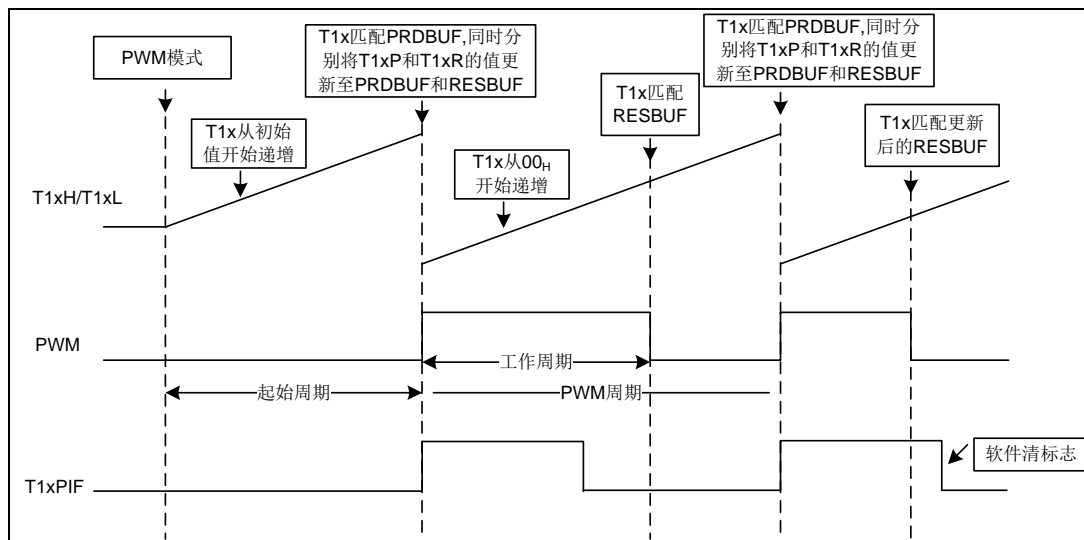 PWM模式
T1x匹配PRDBUF,同时分
别将T1xP和T1xR的值更
新至PRDBUF和RESBUF
T1x匹配PRDBUF,同时分
别将T1xP和T1xR的值更
新至PRDBUF和RESBUF
T1x从初始
值开始递增
T1x匹配
RESBUF
T1x匹配更新
后的RESBUF
T1x从00H
开始递增
T1xH/T1xL
PWM
工作周期
起始周期
PWM周期
T1xPIF
软件清标志